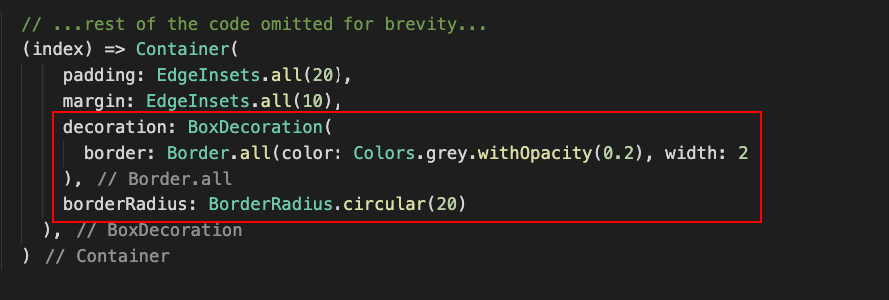 // ...rest of the code omitted for brevity...
(index) => Container(
padding: EdgeInsets.all(20),
margin: EdgeInsets.all(10),
decoration: BoxDecoration(
border: Border.all(color: Colors.grey.withOpacity(0.2), width: 2
), // Border.all
borderRadius: BorderRadius.circular(20)
), // BoxDecoration
) // Container